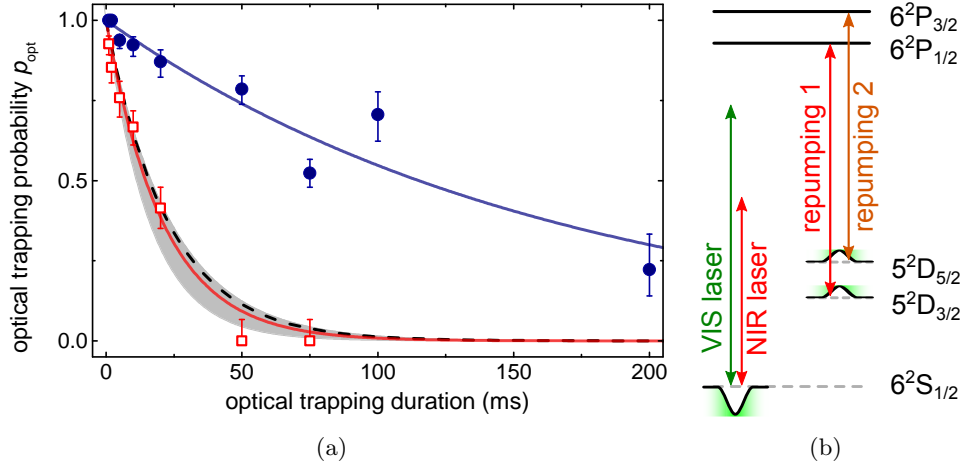 optical trapping probability p_opt
1.0
0.5
0.0
0
50
100
150
200
optical trapping duration (ms)
(a)
6²P₃/₂
6²P₁/₂
repumping 1
repumping 2
VIS laser
NIR laser
5²D₅/₂
5²D₃/₂
6²S₁/₂
(b)